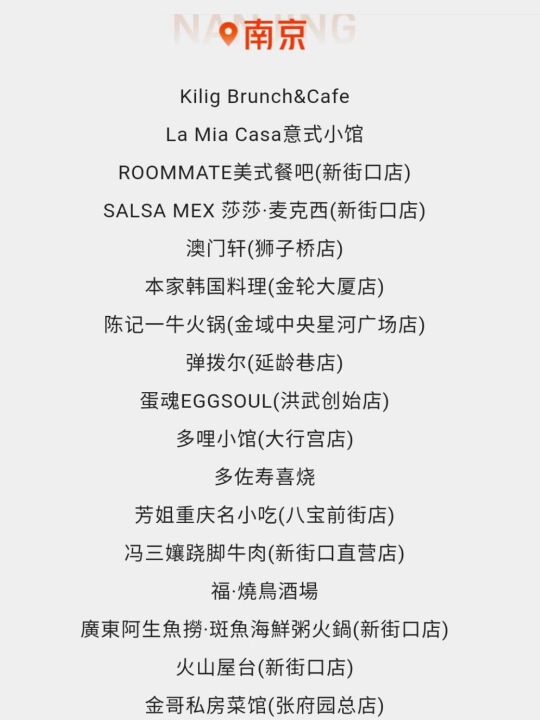 NANJING
南京
Kilig Brunch&Cafe
La Mia Casa意式小馆
ROOMMATE美式餐吧(新街口店)
SALSA MEX 莎莎·麦克西(新街口店)
澳门轩(狮子桥店)
本家韩国料理(金轮大厦店)
陈记一牛火锅(金域中央星河广场店)
弹拨尔(延龄巷店)
蛋魂EGGSOUL(洪武创始店)
多哩小馆(大行宫店)
多佐寿喜烧
芳姐重庆名小吃(八宝前街店)
冯三孃跷脚牛肉(新街口直营店)
福·燒鳥酒場
廣東阿生魚撈·斑魚海鮮粥火鍋(新街口店)
火山屋台(新街口店)
金哥私房菜馆(张府园总店)